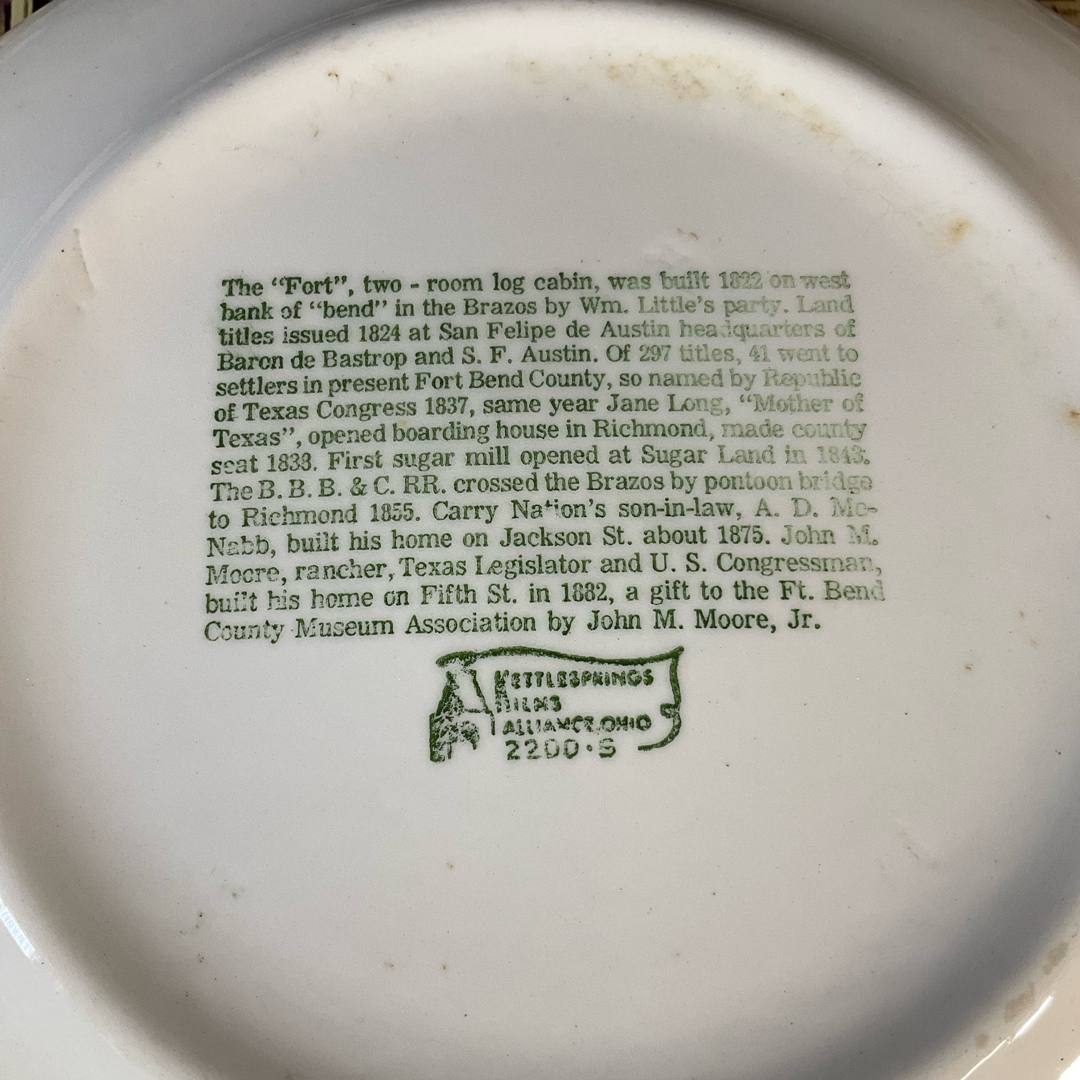 The "Fort", two - room log cabin, was built 1822 on west
bank of "bend" in the Brazos by Wm. Little's party. Land
titles issued 1824 at San Felipe de Austin headquarters of
Baron de Bastrop and S. F. Austin. Of 297 titles, 41 went to
settlers in present Fort Bend County, so named by Republic
of Texas Congress 1837, same year Jane Long, "Mother of
Texas", opened boarding house in Richmond, made county
seat 1838. First sugar mill opened at Sugar Land in 1843.
The B. B. B. & C. RR. crossed the Brazos by pontoon bridge
to Richmond 1855. Carry Nation's son-in-law, A. D. Mc-
Nabb, built his home on Jackson St. about 1875. John M.
Moore, rancher, Texas Legislator and U. S. Congressman,
built his home on Fifth St. in 1882, a gift to the Ft. Bend
County Museum Association by John M. Moore, Jr.
KETTLESPRINGS
KILNS
ALLIANCE, OHIO
2200·S